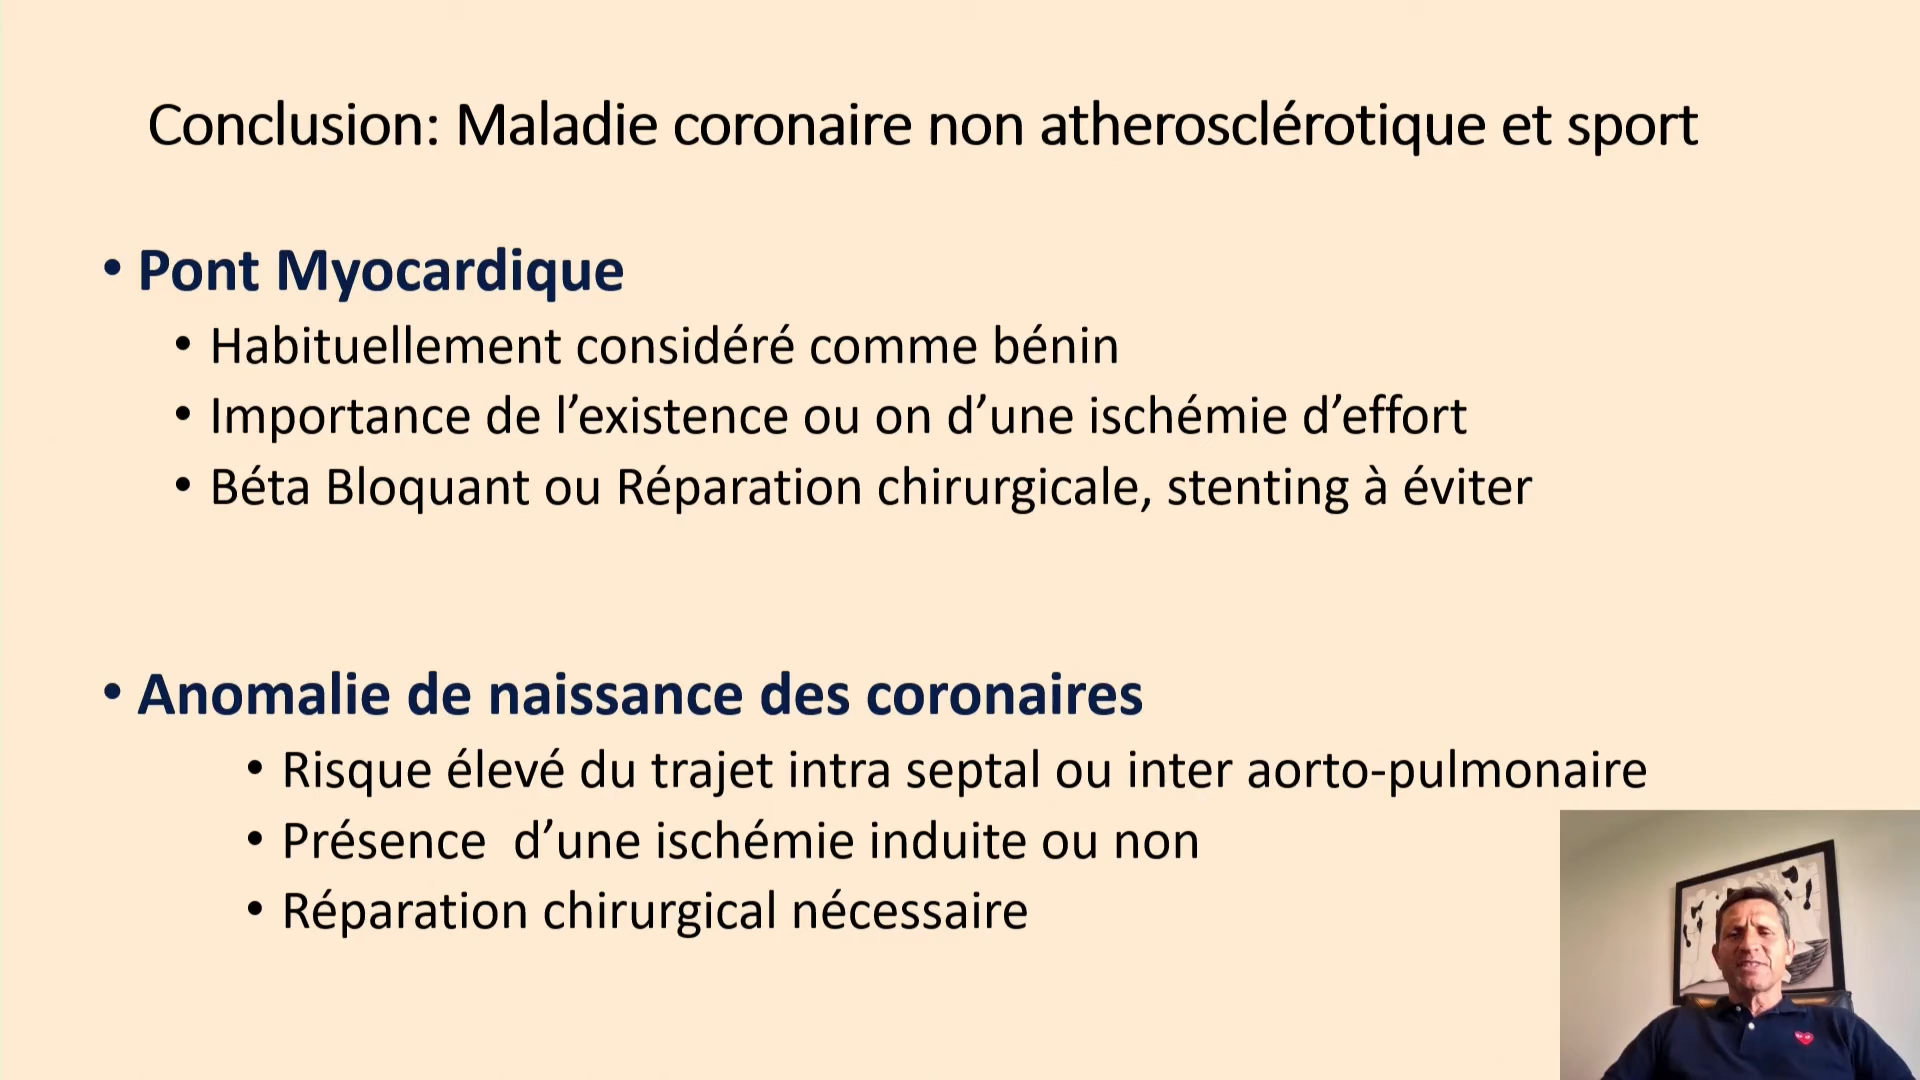 Conclusion: Maladie coronaire non atherosclérotique et sport
• Pont Myocardique
• Habituellement considéré comme bénin
• Importance de l’existence ou on d’une ischémie d’effort
• Béta Bloquant ou Réparation chirurgicale, stenting à éviter
• Anomalie de naissance des coronaires
• Risque élevé du trajet intra septal ou inter aorto-pulmonaire
• Présence  d’une ischémie induite ou non
• Réparation chirurgical nécessaire